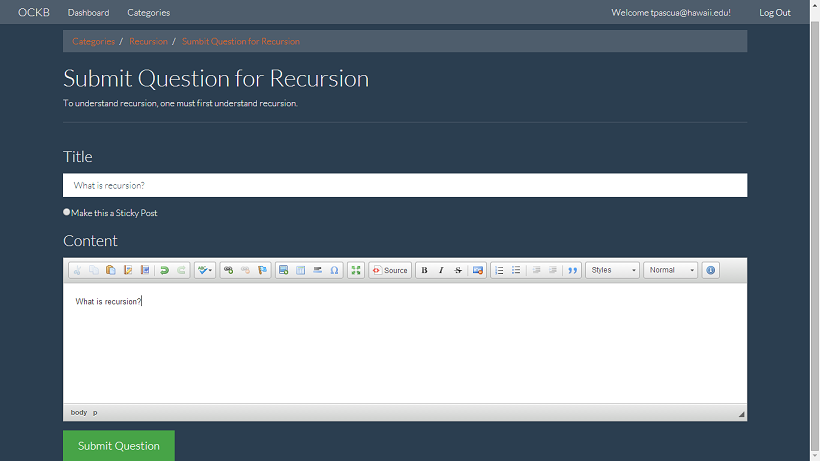 OCKB Dashboard Categories Welcome tpascua@hawaii.edu! Log Out
Categories / Recursion / Sumbit Question for Recursion
Submit Question for Recursion
To understand recursion, one must first understand recursion.
Title
What is recursion?
Make this a Sticky Post
Content
Source B I S Styles Normal
What is recursion?
body p
Submit Question